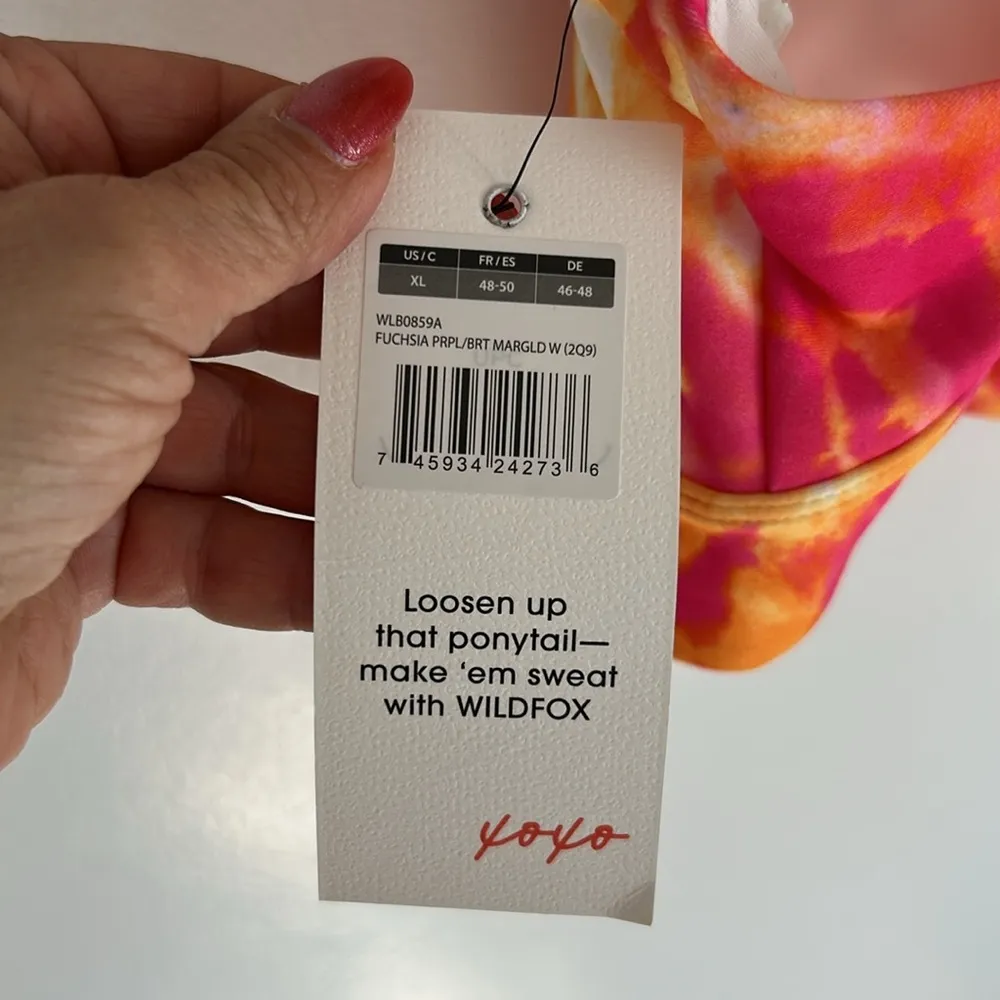 US/C FR/ES DE
XL 48-50 46-48
WLB0859A
FUCHSIA PRPL/BRT MARGLD W (2Q9)
7 45934 24273 6
Loosen up
that ponytail—
make ‘em sweat
with WILDFOX
xoxo